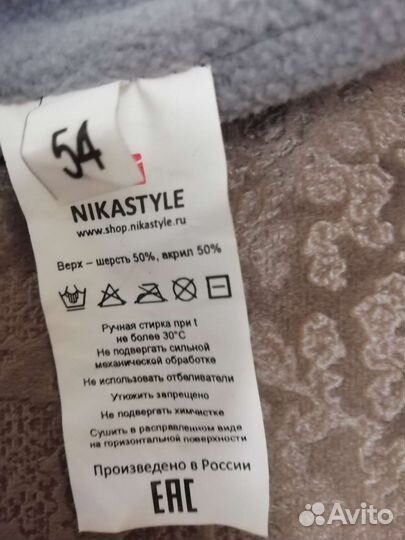 54
NIKASTYLE
www.shop.nikastyle.ru
Верх – шерсть 50%, акрил 50%
Ручная стирка при t
не более 30°С
Не подвергать сильной
механической обработке
Не использовать отбеливатели
Утюжить запрещено
Не подвергать химчистке
Сушить в расправленном виде
на горизонтальной поверхности
Произведено в России
EAC
Avito